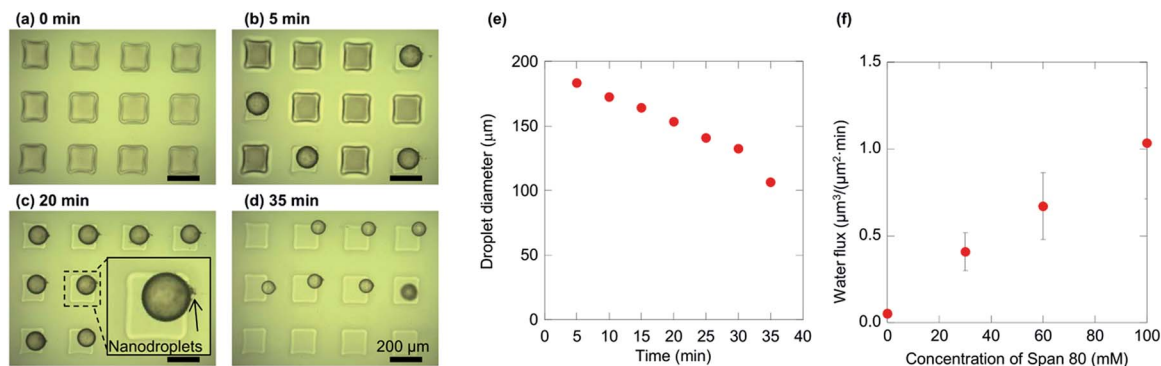 (a) 0 min
(b) 5 min
(c) 20 min
Nanodroplets
(d) 35 min
200 µm
(e)
Droplet diameter (µm)
200
150
100
50
0
0 5 10 15 20 25 30 35 40
Time (min)
(f)
Water flux (µm³/(µm²·min)
1.5
1.0
0.5
0.0
0 20 40 60 80 100
Concentration of Span 80 (mM)